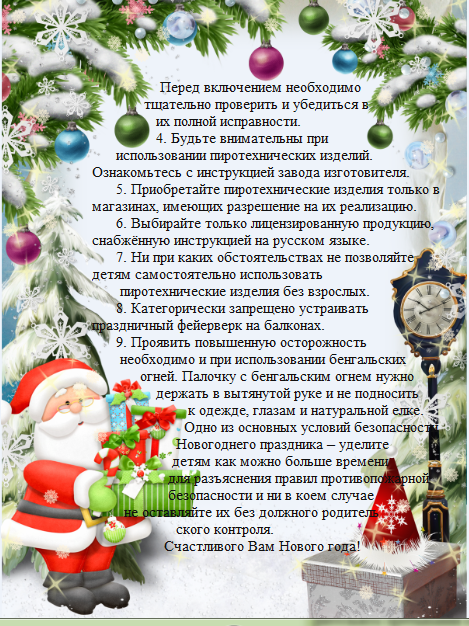 Перед включением необходимо
тщательно проверить и убедиться в
их полной исправности.
4. Будьте внимательны при
использовании пиротехнических изделий.
Ознакомьтесь с инструкцией завода изготовителя.
5. Приобретайте пиротехнические изделия только в
магазинах, имеющих разрешение на их реализацию.
6. Выбирайте только лицензированную продукцию,
снабжённую инструкцией на русском языке.
7. Ни при каких обстоятельствах не позволяйте
детям самостоятельно использовать
пиротехнические изделия без взрослых.
8. Категорически запрещено устраивать
праздничный фейерверк на балконах.
9. Проявить повышенную осторожность
необходимо и при использовании бенгальских
огней. Палочку с бенгальским огнем нужно
держать в вытянутой руке и не подносить
к одежде, глазам и натуральной елке.
Одно из основных условий безопасности
Новогоднего праздника – уделите
детям как можно больше времени
для разъяснения правил противопожарной
безопасности и ни в коем случае
не оставляйте их без должного родитель
ского контроля.
Счастливого Вам Нового года!